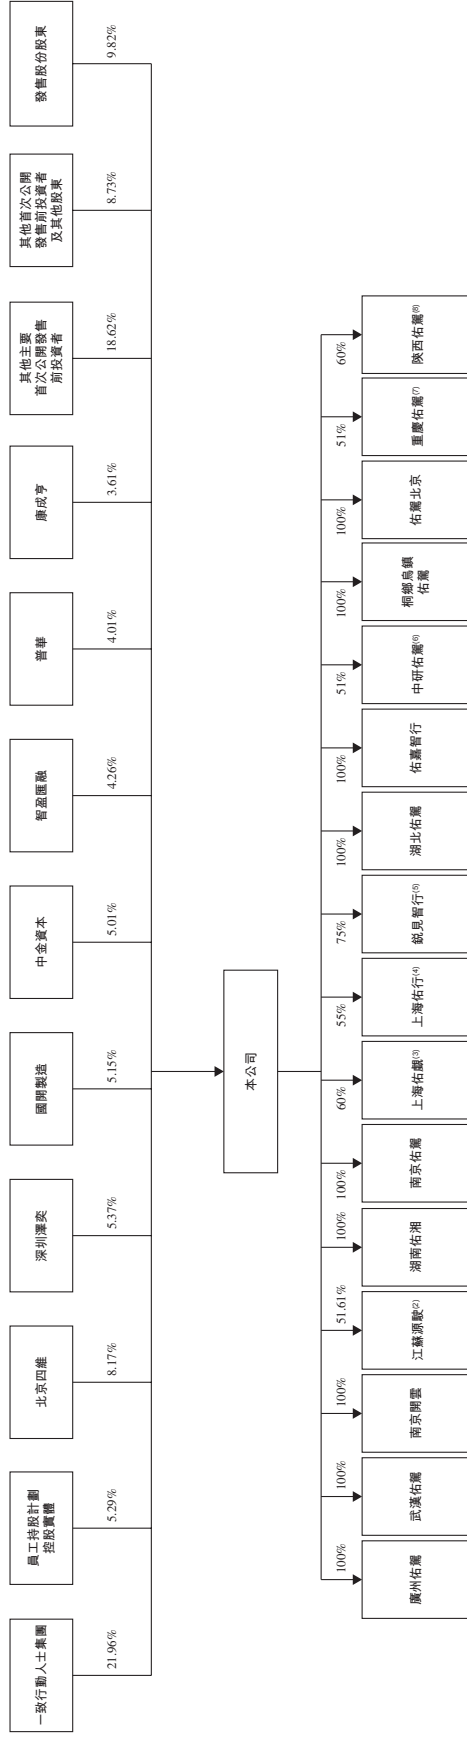 一致行動人士集團
員工持股計劃
控股實體
北京四維
深圳澤奕
國開製造
中金資本
智盈匯融
普華
康成亨
其他主要
首次公開發售
前投資者
其他首次公開
發售前投資者
及其他股東
發售股份股東
21.96%
5.29%
8.17%
5.37%
5.15%
5.01%
4.26%
4.01%
3.61%
18.62%
8.73%
9.82%
本公司
100%
100%
100%
51.61%
100%
100%
60%
55%
75%
100%
100%
51%
100%
100%
51%
60%
廣州佑駕
武漢佑駕
南京開雲
江蘇源駛(2)
湖南佑湘
南京佑駕
上海佑覷(3)
上海佑行(4)
銳見智行(5)
湖北佑駕
佑嘉智行
中研佑駕(6)
桐鄉烏鎮
佑駕
佑駕北京
重慶佑駕(7)
陝西佑駕(8)